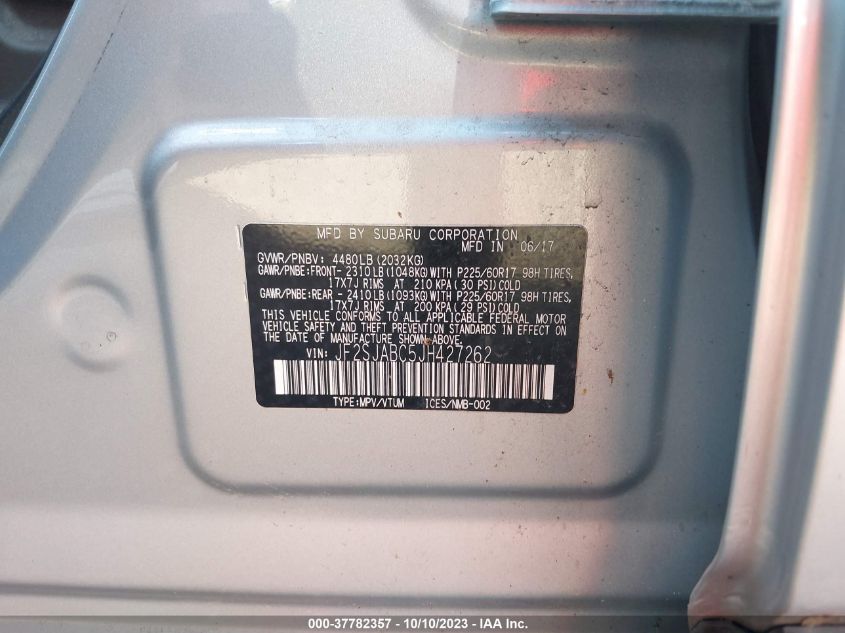 MFD BY SUBARU CORPORATION
MFD IN 06/17
GVWR/PNBV: 4480LB(2032KG)
GAWR/PNBE:FRONT- 2310LB(1048KG)WITH P225/60R17 98H TIRES,
17X7J RIMS AT 210 KPA(30 PSI)COLD
GAWR/PNBE:REAR - 2410LB(1093KG)WITH P225/60R17 98H TIRES,
17X7J RIMS AT 200 KPA(29 PSI)COLD
THIS VEHICLE CONFORMS TO ALL APPLICABLE FEDERAL MOTOR
VEHICLE SAFETY AND THEFT PREVENTION STANDARDS IN EFFECT ON
THE DATE OF MANUFACTURE SHOWN ABOVE.
VIN: JF2SJABC5JH427262
TYPE:MPV/VTUM ICES/NMB-002
000-37782357 - 10/10/2023 - IAA Inc.